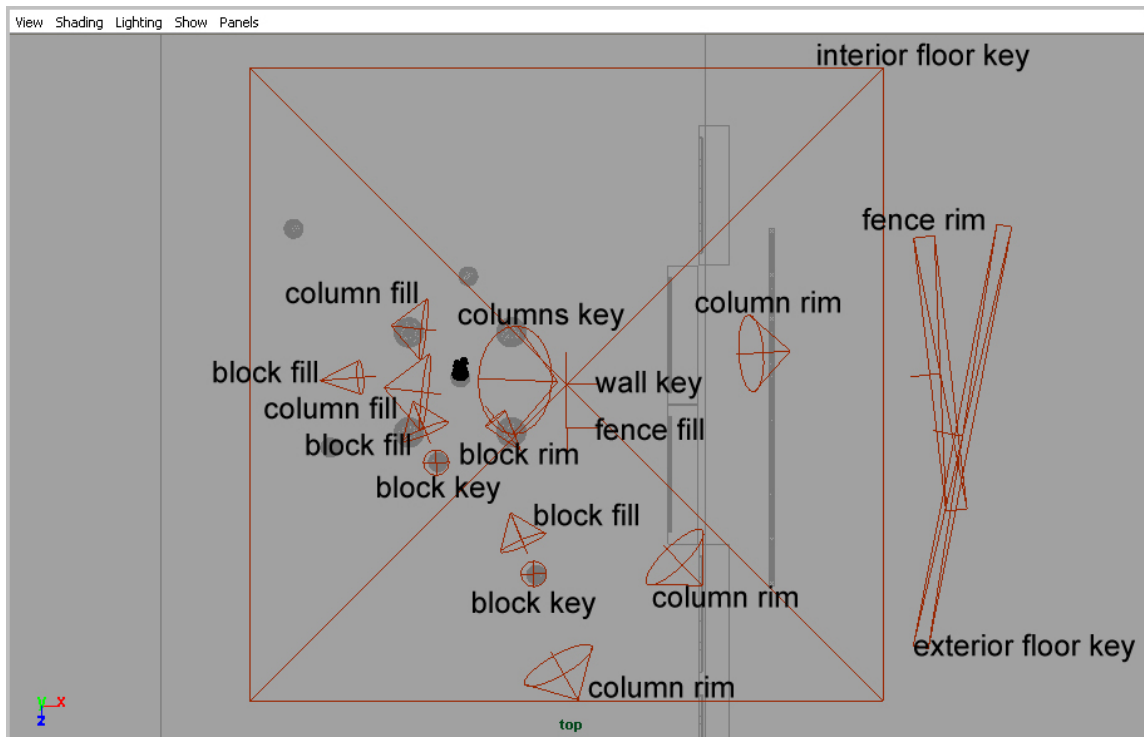 View Shading Lighting Show Panels
interior floor key
fence rim
column fill
columns key
column rim
block fill
wall key
column fill
fence fill
block fill
block rim
block key
block fill
block key
column rim
exterior floor key
column rim
Y X
Z
top